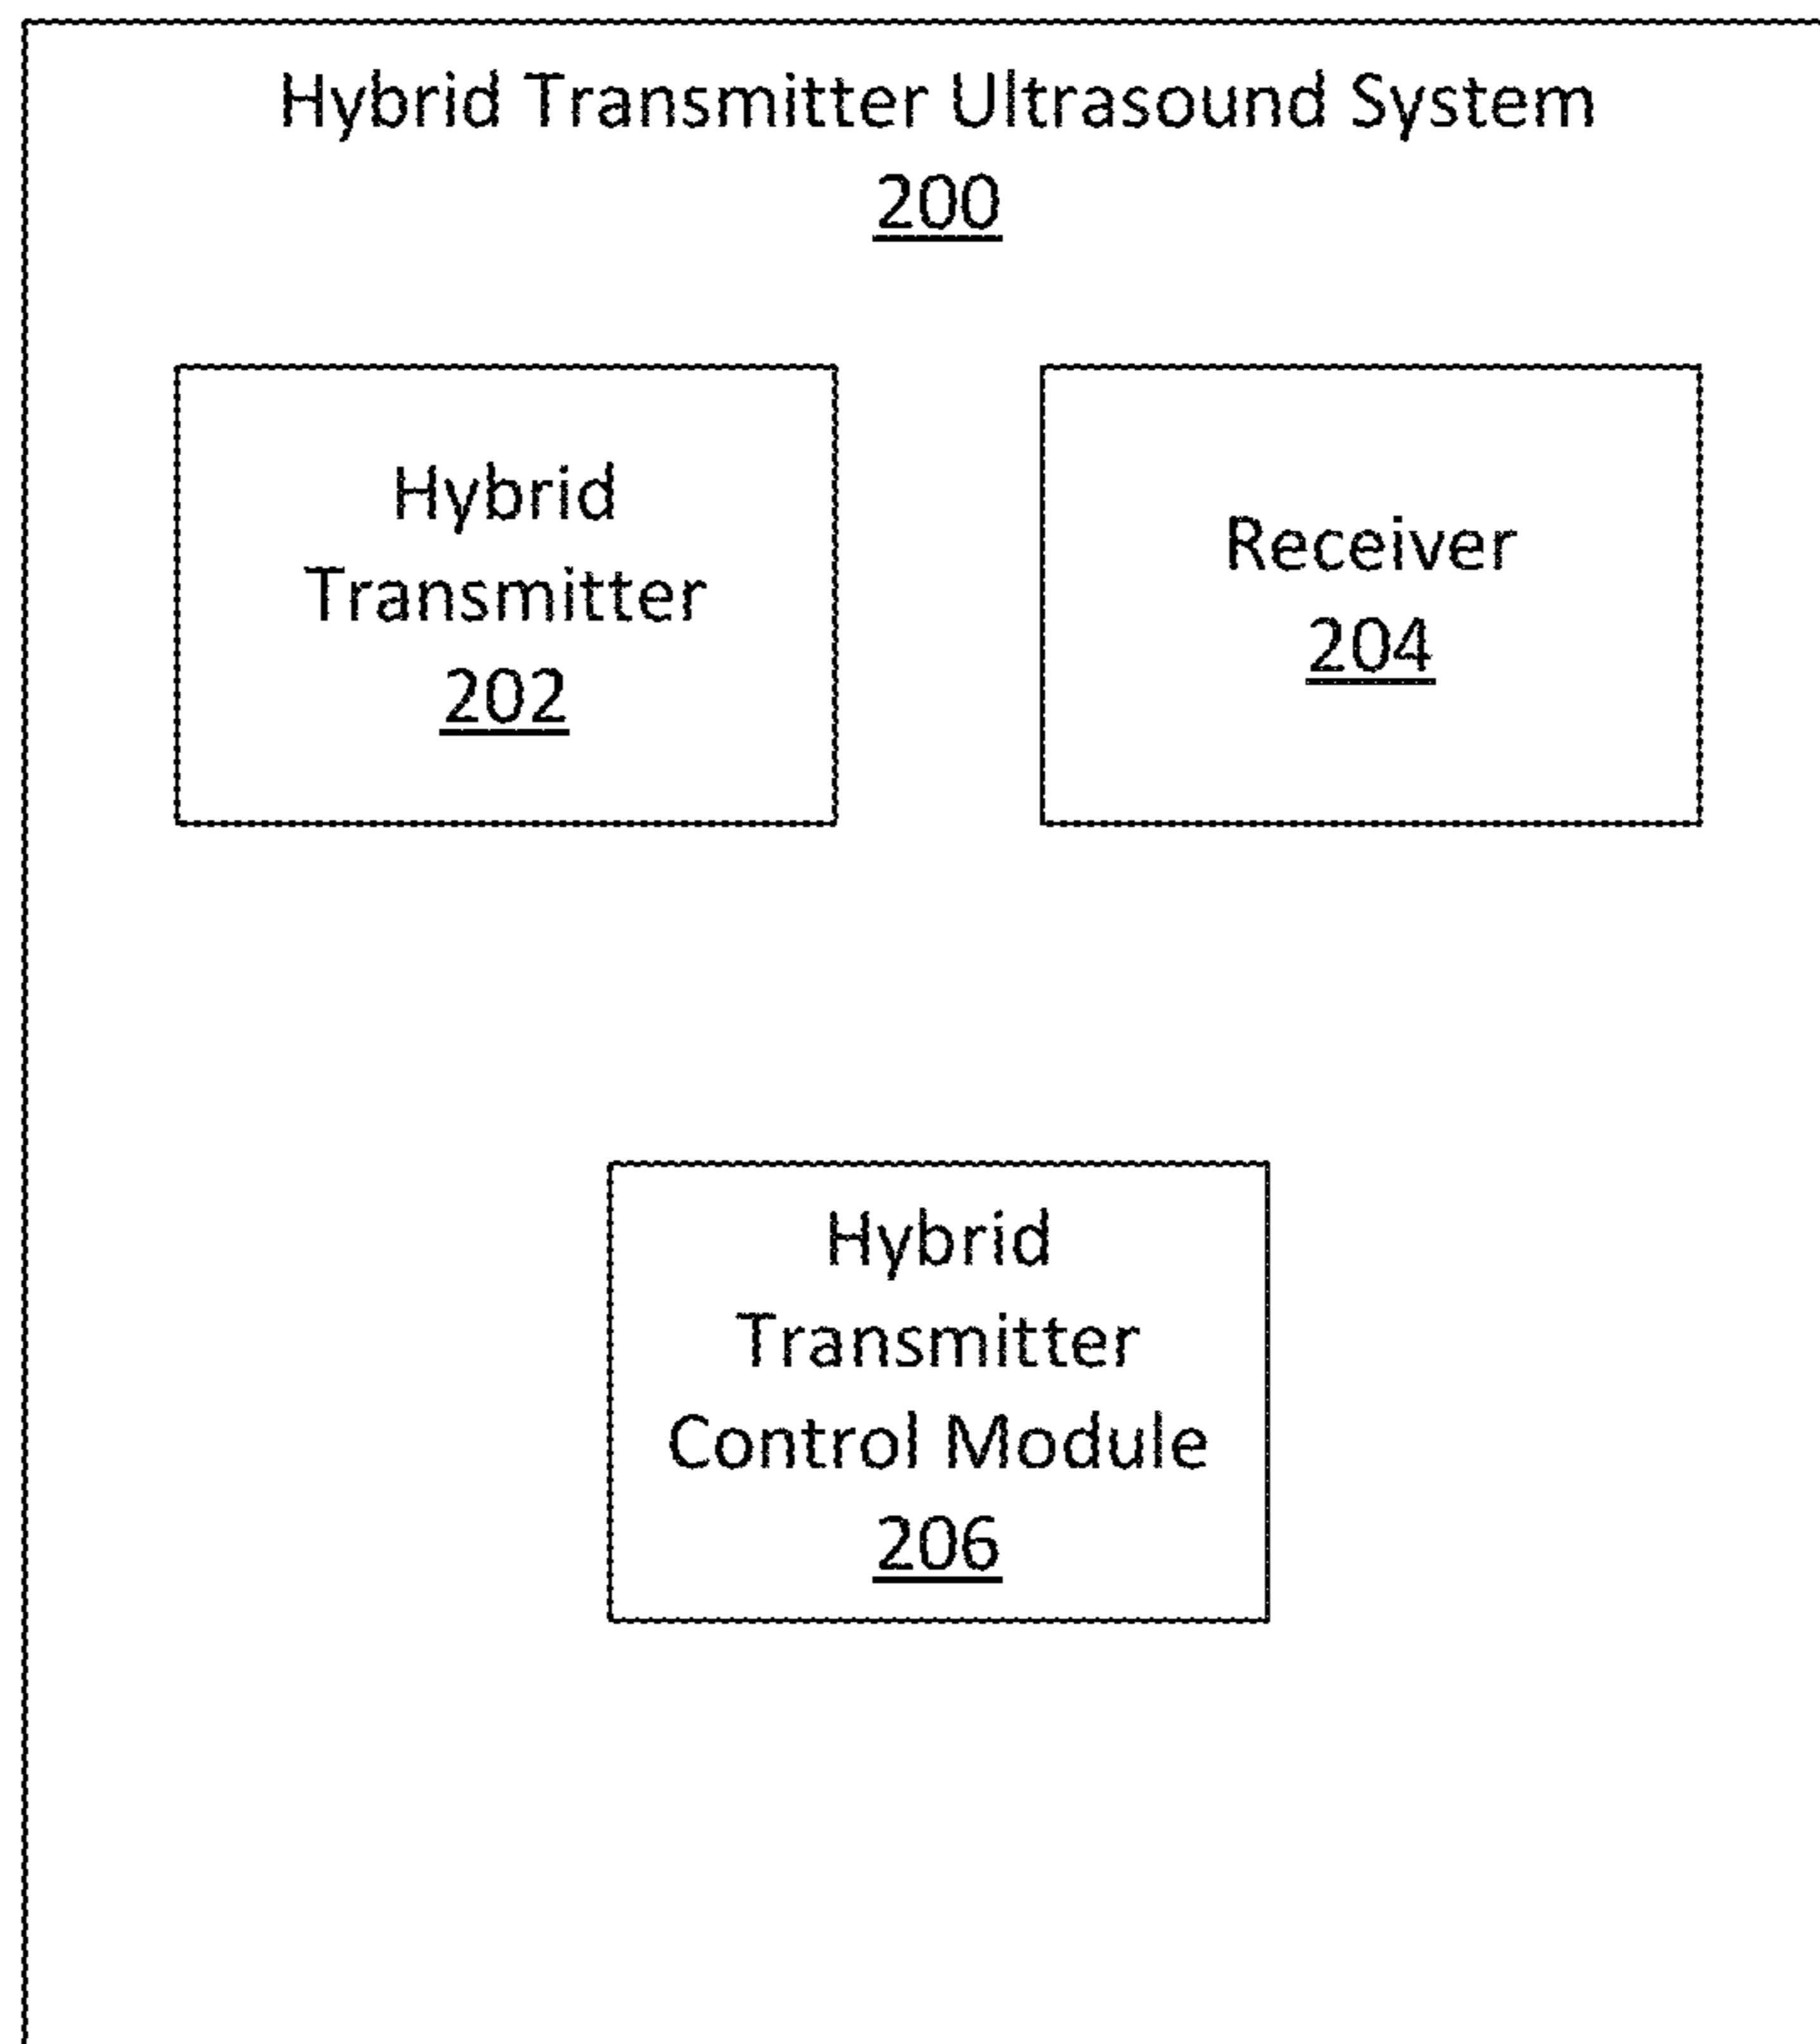 Hybrid Transmitter Ultrasound System
200
Hybrid
Transmitter
202
Receiver
204
Hybrid
Transmitter
Control Module
206